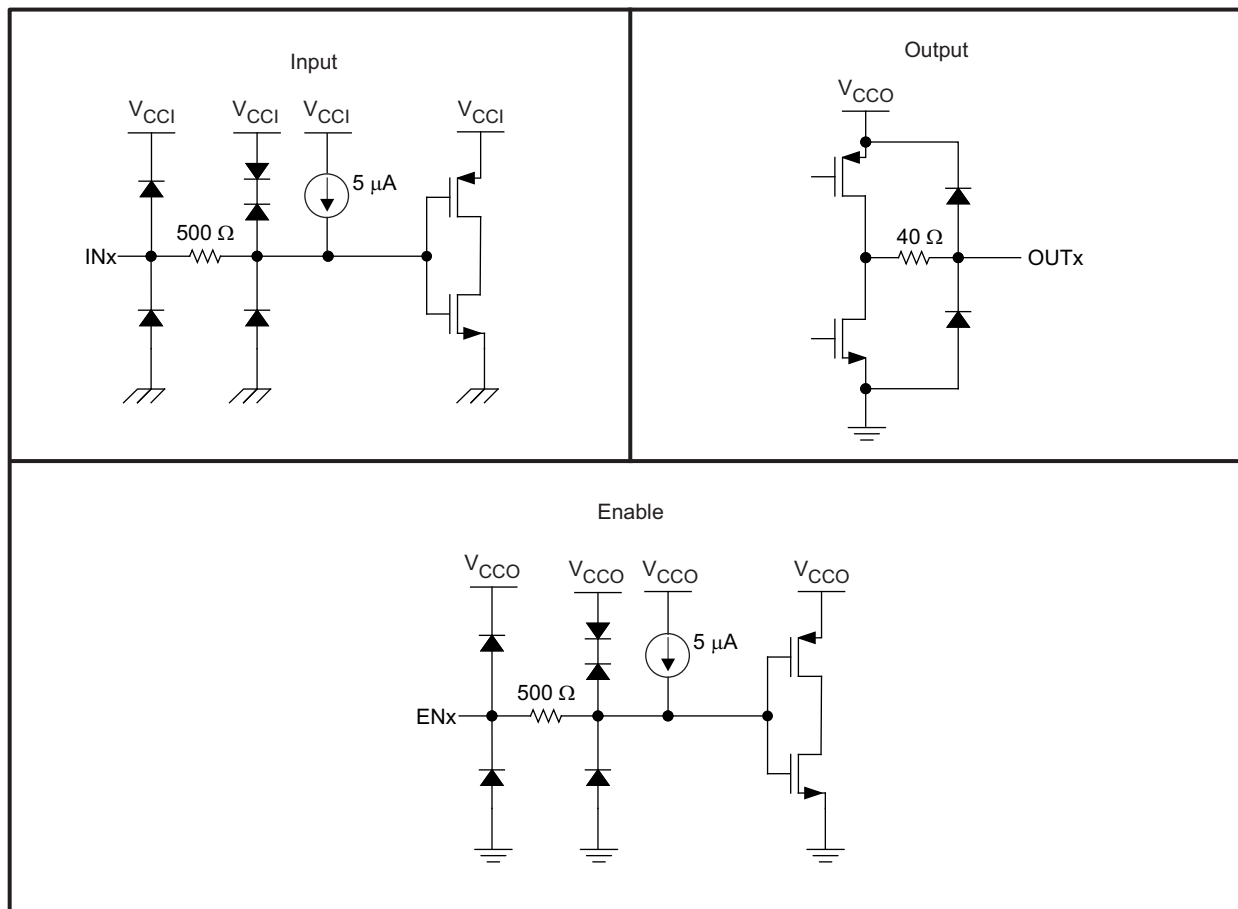 Input
V_CCI V_CCI V_CCI V_CCI
5 μA
500 Ω
INx
Output
V_CCO
40 Ω
OUTx
Enable
V_CCO V_CCO V_CCO V_CCO
5 μA
500 Ω
ENx